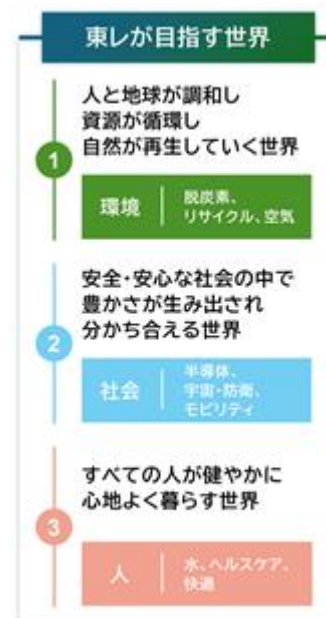 東レが目指す世界
人と地球が調和し
資源が循環し
自然が再生していく世界
1
環境
脱炭素、
リサイクル、空気
安全・安心な社会の中で
豊かさが生み出され
分かち合える世界
2
社会
半導体、
宇宙・防衛、
モビリティ
すべての人が健やかに
心地よく暮らす世界
3
人
水、ヘルスケア、
快適